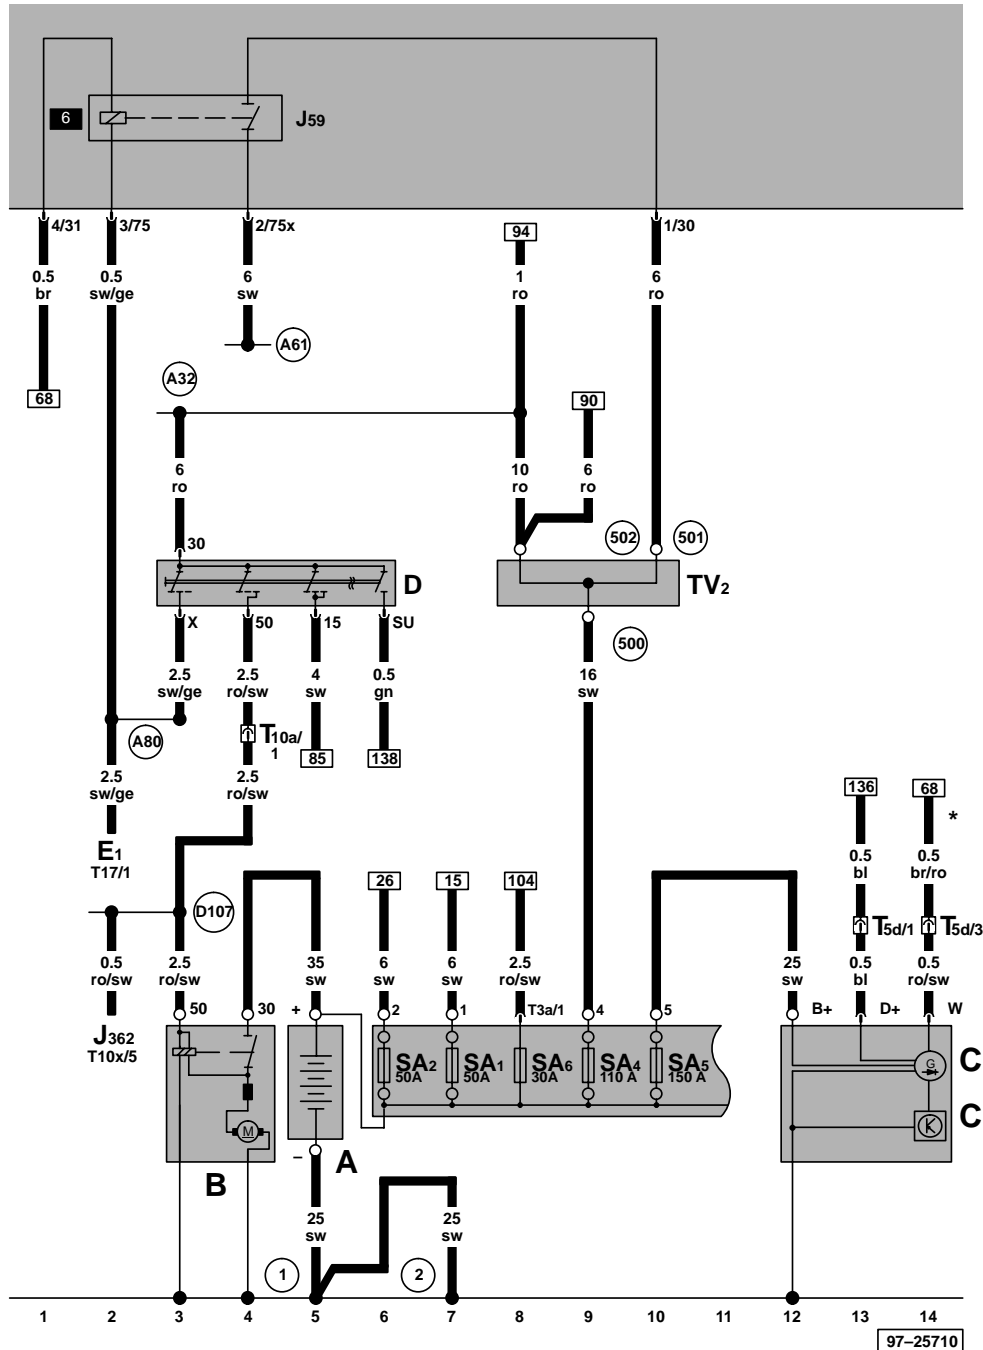 6 J59
4/31 3/75 2/75x 1/30
94
0.5 0.5 6 1 6
br sw/ge sw ro ro
A61
A32
68 90
6 10 6
ro ro ro
502 501
30
D TV2
X 50 15 SU
500
2.5 2.5 4 0.5 16
sw/ge ro/sw sw gn sw
A80 T10a/
1
85 138
2.5 2.5 136 68
sw/ge ro/sw
*
E1
T17/1
0.5 0.5
bl br/ro
26 15 104
D107 T5d/1 T5d/3
0.5 2.5 35 6 6 2.5 25 0.5 0.5
ro/sw ro/sw sw sw sw ro/sw sw bl ro/sw
50 30 + 2 1 T3a/1 4 5 B+ D+ W
J362
T10x/5
SA2 SA1 SA6 SA4 SA5
50A 50A 30A 110 A 150 A
G C
C
M
B – A
25 25
sw sw
1 2
1 2 3 4 5 6 7 8 9 10 11 12 13 14
97–25710